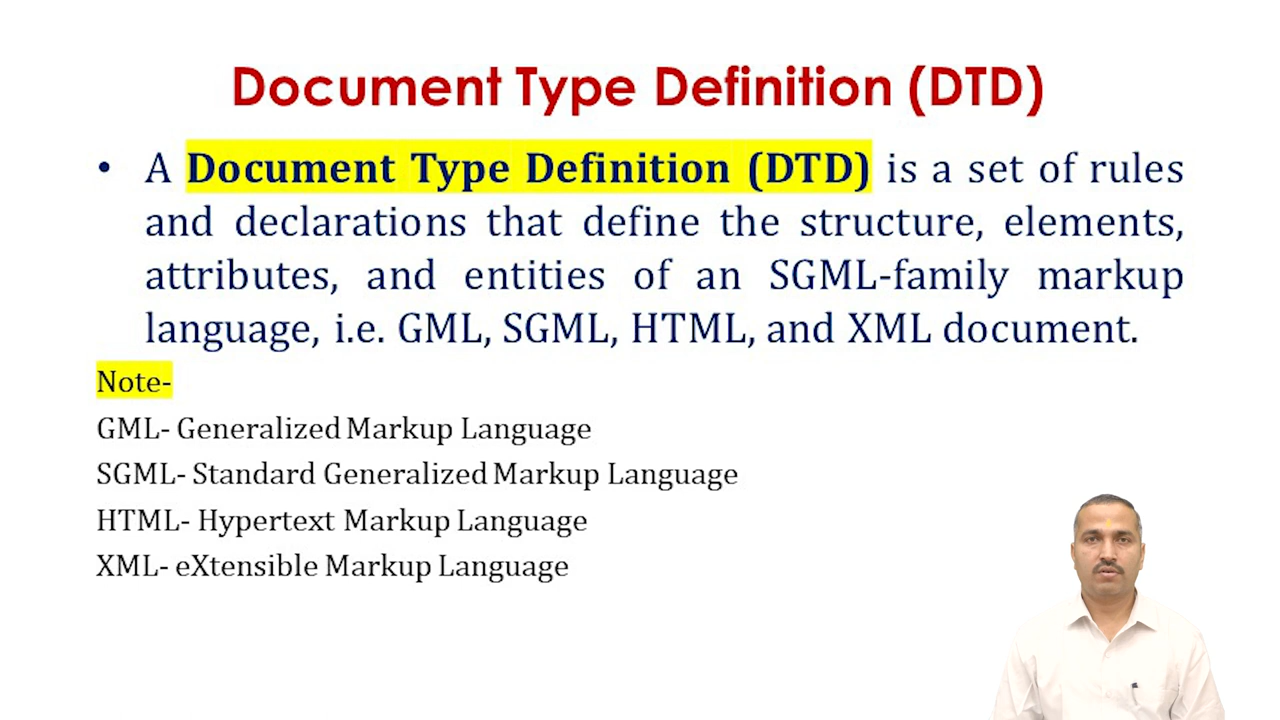 Document Type Definition (DTD)
• A Document Type Definition (DTD) is a set of rules
and declarations that define the structure, elements,
attributes, and entities of an SGML-family markup
language, i.e. GML, SGML, HTML, and XML document.
Note-
GML- Generalized Markup Language
SGML- Standard Generalized Markup Language
HTML- Hypertext Markup Language
XML- eXtensible Markup Language